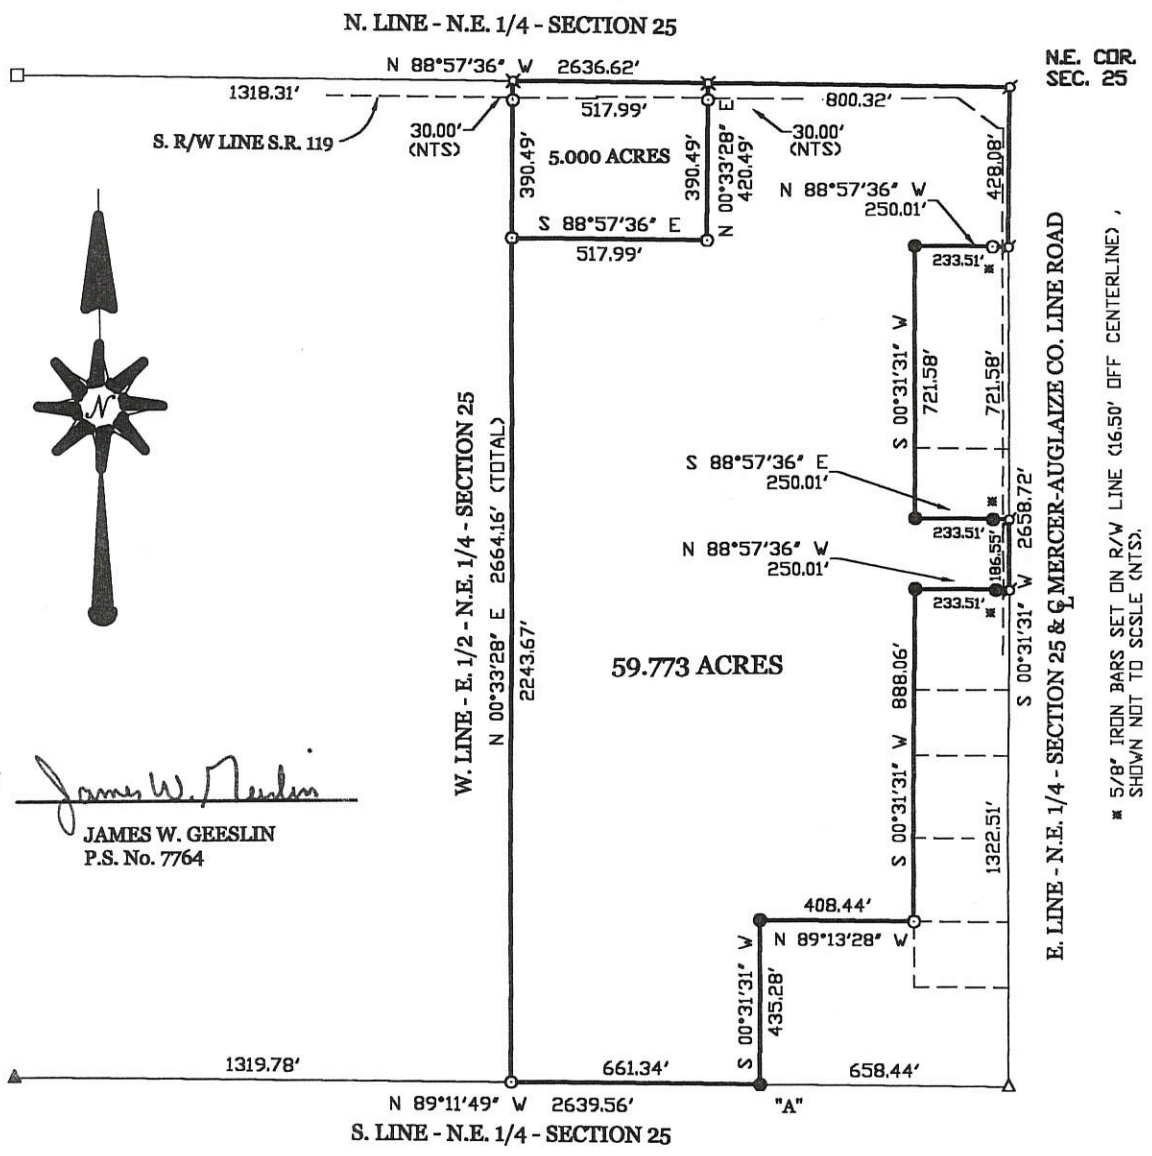 N. LINE - N.E. 1/4 - SECTION 25
N 88°57'36" W 2636.62'
N.E. COR.
SEC. 25
1318.31'
517.99'
800.32'
S. R/W LINE S.R. 119
30.00'
(NTS)
30.00'
(NTS)
390.49'
5.000 ACRES
390.49'
N 00°33'28" E
420.49'
428.08'
N 88°57'36" W
250.01'
S 88°57'36" E
517.99'
233.51'
*
S 00°31'31" W
721.58'
721.58'
N
S 88°57'36" E
250.01'
*
233.51'
186.55'
N 88°57'36" W
250.01'
233.51'
*
W. LINE - E. 1/2 - N.E. 1/4 - SECTION 25
N 00°33'28" E 2664.16' (TOTAL)
2243.67'
59.773 ACRES
S 00°31'31" W 888.06'
1322.51'
S 00°31'31" W 2658.72'
E. LINE - N.E. 1/4 - SECTION 25 & ℄ MERCER-AUGLAIZE CO. LINE ROAD
* 5/8" IRON BARS SET ON R/W LINE (16.50' OFF CENTERLINE),
SHOWN NOT TO SCSLE (NTS).
James W. Geeslin
JAMES W. GEESLIN
P.S. No. 7764
408.44'
N 89°13'28" W
S 00°31'31" W
435.28'
1319.78'
661.34'
658.44'
N 89°11'49" W 2639.56'
"A"
S. LINE - N.E. 1/4 - SECTION 25